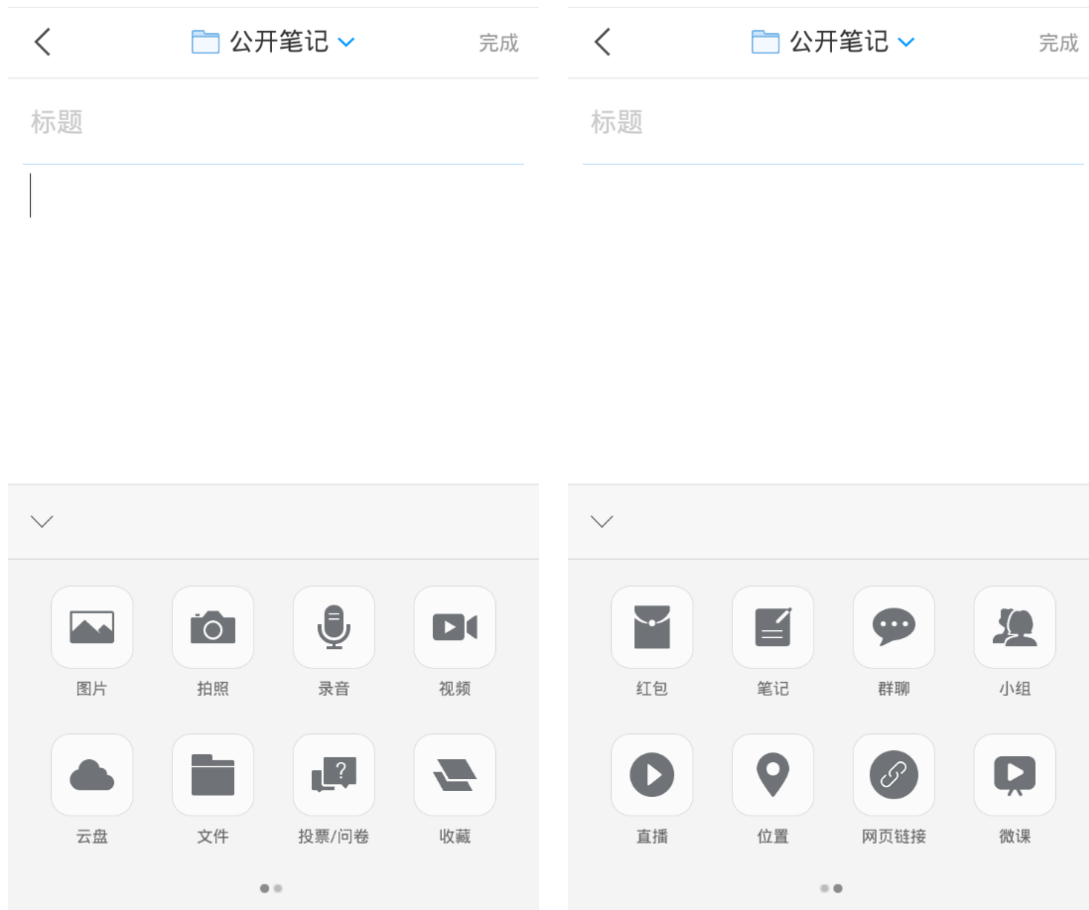 公开笔记 完成
标题
图片 拍照 录音 视频
云盘 文件 投票/问卷 收藏
公开笔记 完成
标题
红包 笔记 群聊 小组
直播 位置 网页链接 微课